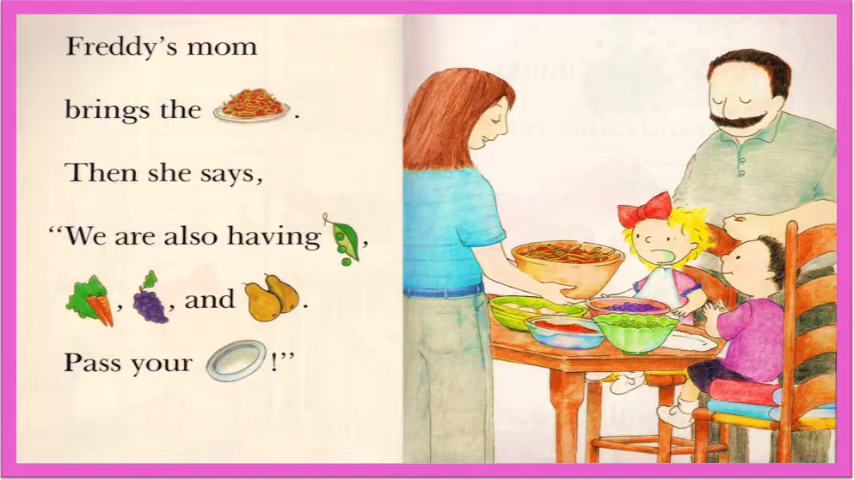 Freddy's mom
brings the .
Then she says,
"We are also having ,
, , and .
Pass your !"